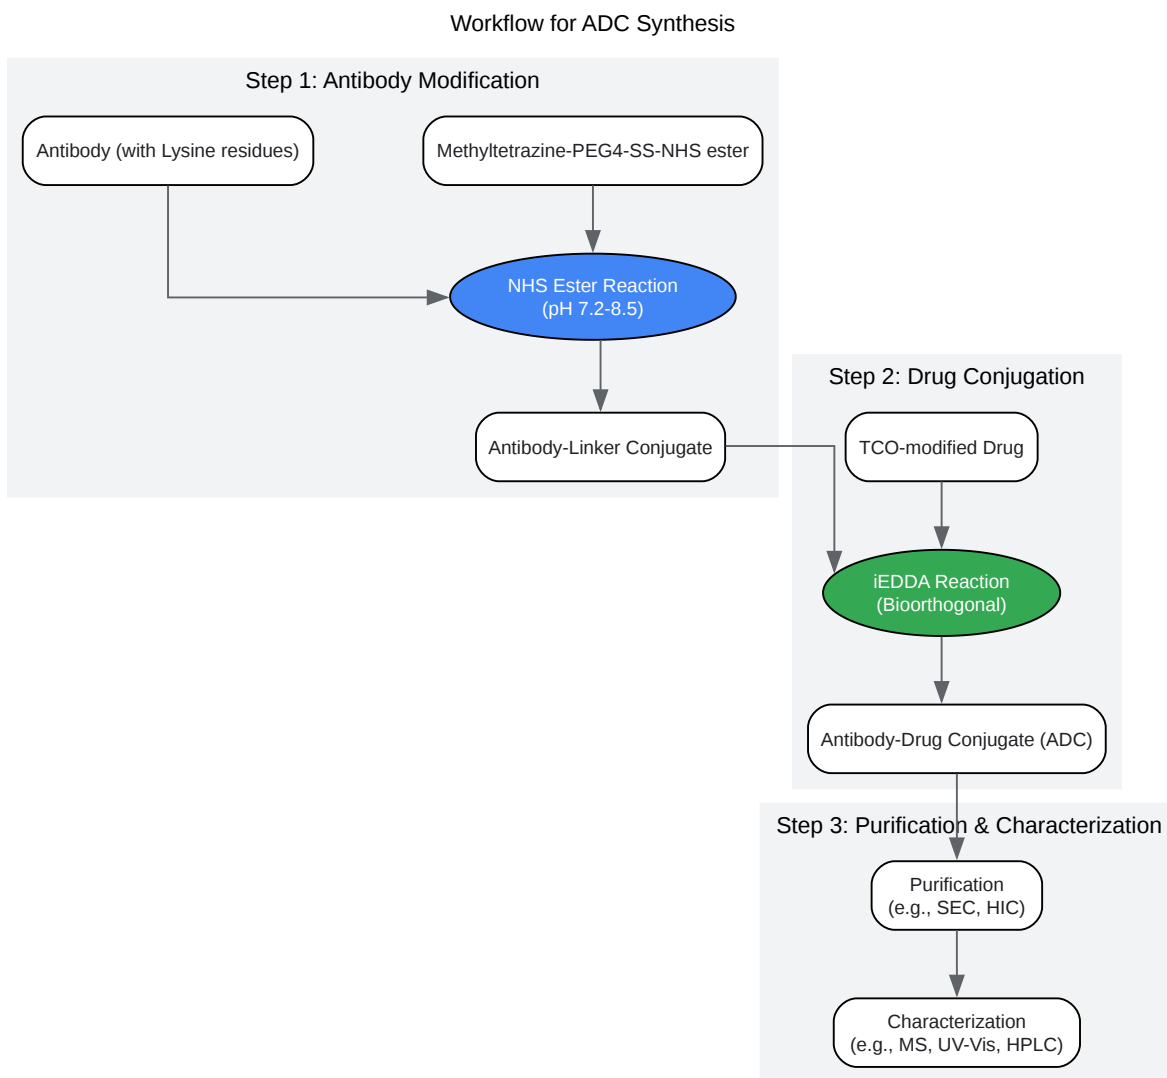 Workflow for ADC Synthesis
Step 1: Antibody Modification
Antibody (with Lysine residues)
Methyltetrazine-PEG4-SS-NHS ester
NHS Ester Reaction
(pH 7.2-8.5)
Antibody-Linker Conjugate
Step 2: Drug Conjugation
TCO-modified Drug
iEDDA Reaction
(Bioorthogonal)
Antibody-Drug Conjugate (ADC)
Step 3: Purification & Characterization
Purification
(e.g., SEC, HIC)
Characterization
(e.g., MS, UV-Vis, HPLC)